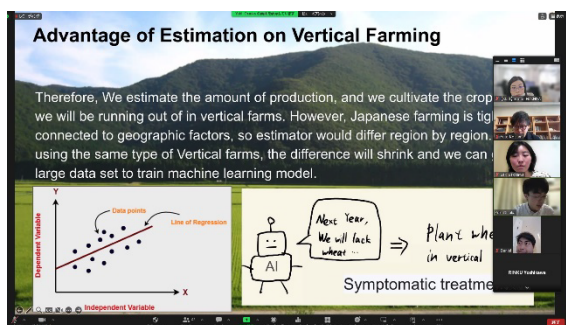 Advantage of Estimation on Vertical Farming
Therefore, We estimate the amount of production, and we cultivate the crop
we will be running out of in vertical farms. However, Japanese farming is tig
connected to geographic factors, so estimator would differ region by region.
using the same type of Vertical farms, the difference will shrink and we can
large data set to train machine learning model.
Y
Data points
Line of Regression
Dependent Variable
X
Independent Variable
Next Year,
We will lack
wheat ...
AI
⇒
Plant whe
in vertical
Symptomatic treatme